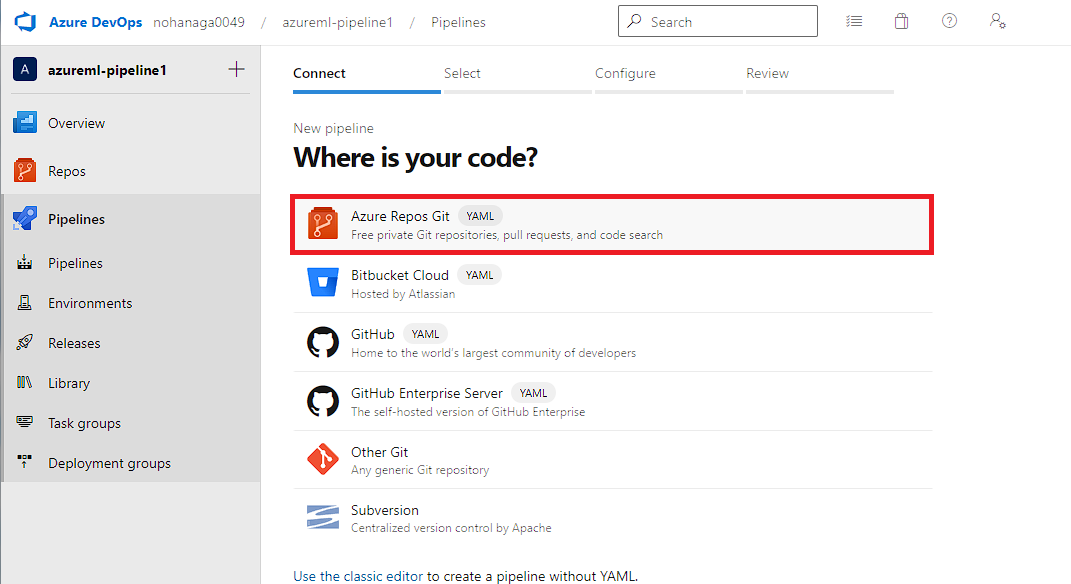 Azure DevOps nohanaga0049 / azureml-pipeline1 / Pipelines
Search
A azureml-pipeline1
Overview
Repos
Pipelines
Pipelines
Environments
Releases
Library
Task groups
Deployment groups
Connect Select Configure Review
New pipeline
Where is your code?
Azure Repos Git YAML
Free private Git repositories, pull requests, and code search
Bitbucket Cloud YAML
Hosted by Atlassian
GitHub YAML
Home to the world's largest community of developers
GitHub Enterprise Server YAML
The self-hosted version of GitHub Enterprise
Other Git
Any generic Git repository
Subversion
Centralized version control by Apache
Use the classic editor to create a pipeline without YAML.